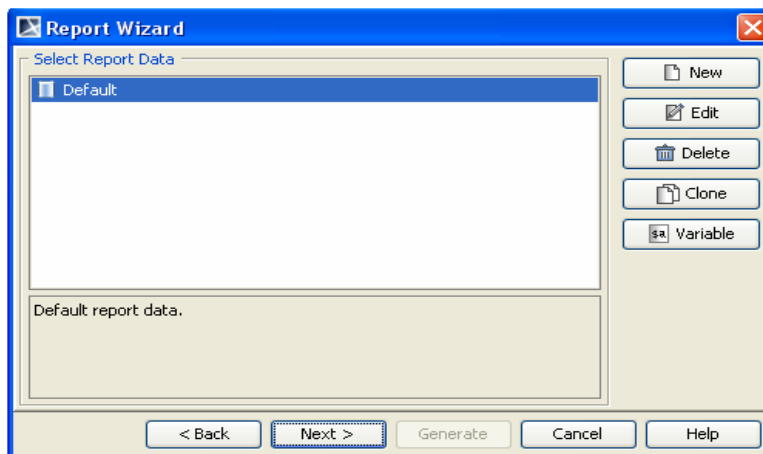 Report Wizard
Select Report Data
Default
New
Edit
Delete
Clone
$a Variable
Default report data.
< Back
Next >
Generate
Cancel
Help